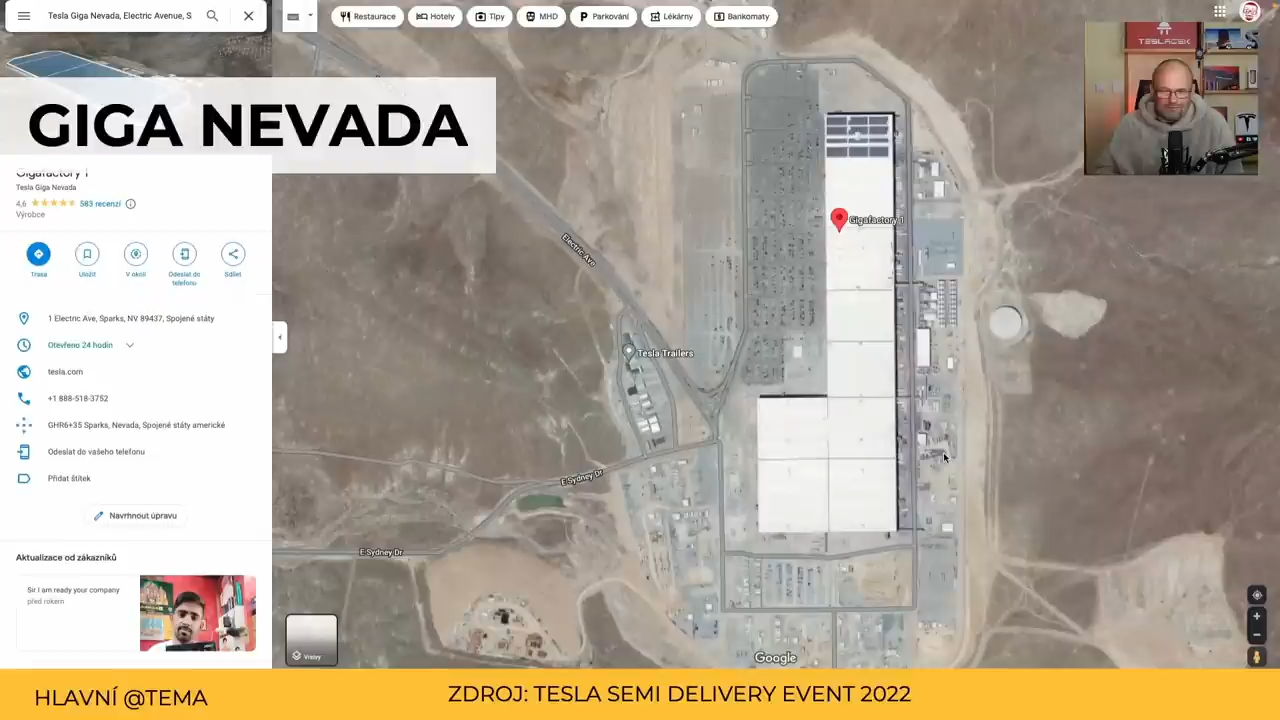 Tesla Giga Nevada, Electric Avenue, S
Restaurace
Hotely
Tipy
MHD
Parkování
Lékárny
Bankomaty
TESLACEK
GIGA NEVADA
Gigafactory 1
Tesla Giga Nevada
4,6
583 recenzí
Výrobce
Trasa
Uložit
V okolí
Odeslat do
telefonu
Sdílet
1 Electric Ave, Sparks, NV 89437, Spojené státy
Otevřeno 24 hodin
tesla.com
+1 888-518-3752
GHR6+35 Sparks, Nevada, Spojené státy americké
Odeslat do vašeho telefonu
Přidat štítek
Navrhnout úpravu
Aktualizace od zákazníků
Sir I am ready your company
před rokem
Electric Ave
Gigafactory 1
Tesla Trailers
E Sydney Dr
E Sydney Dr
Vrstvy
Google
HLAVNÍ @TEMA
ZDROJ: TESLA SEMI DELIVERY EVENT 2022